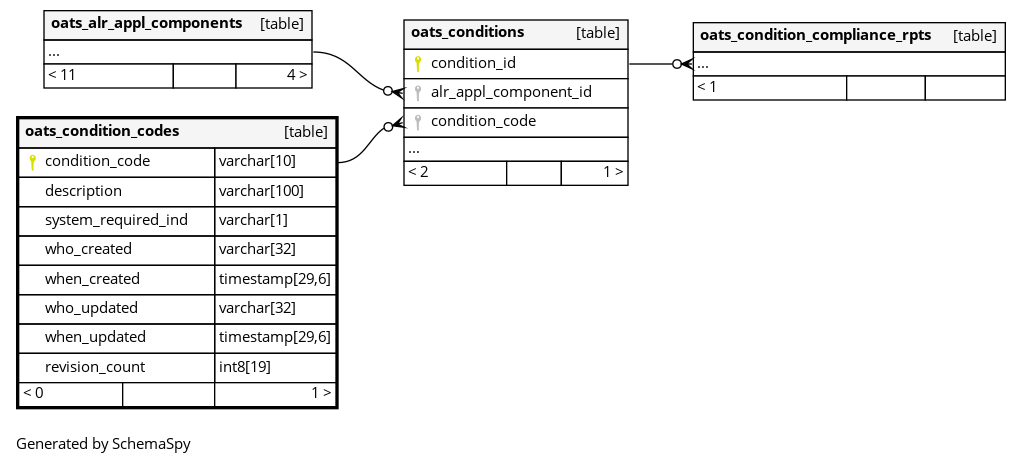 oats_alr_appl_components [table]
...
< 11 4 >
oats_condition_codes [table]
condition_code varchar[10]
description varchar[100]
system_required_ind varchar[1]
who_created varchar[32]
when_created timestamp[29,6]
who_updated varchar[32]
when_updated timestamp[29,6]
revision_count int8[19]
< 0 1 >
oats_conditions [table]
condition_id
alr_appl_component_id
condition_code
...
< 2 1 >
oats_condition_compliance_rpts [table]
...
< 1
Generated by SchemaSpy